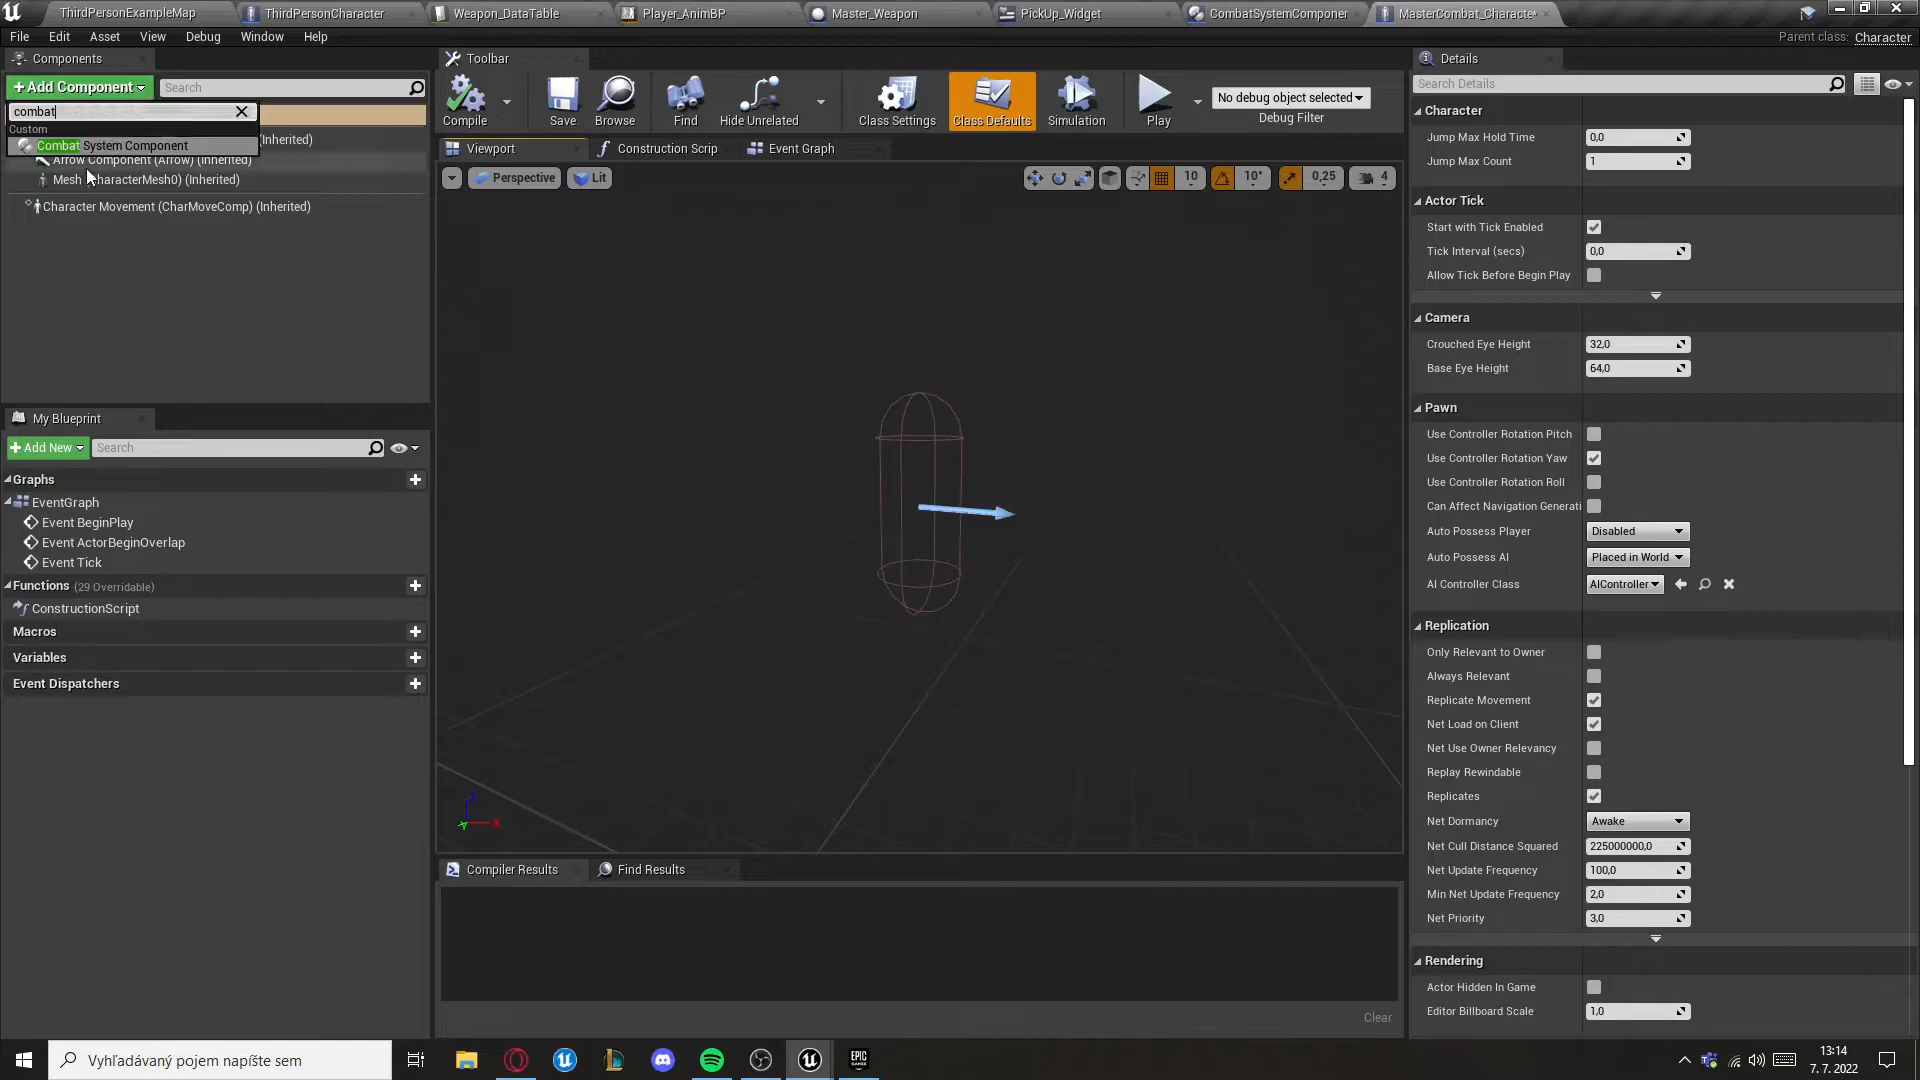 ThirdPersonExampleMap
ThirdPersonCharacter
Weapon_DataTable
Player_AnimBP
Master_Weapon
PickUp_Widget
CombatSystemComponer
MasterCombat_Characte
File Edit Asset View Debug Window Help
Parent class: Character
Components
+ Add Component
Search
combat
Custom
Combat System Component
(Inherited)
Arrow Component (Arrow) (Inherited)
Mesh (CharacterMesh0) (Inherited)
Character Movement (CharMoveComp) (Inherited)
My Blueprint
+ Add New
Search
Graphs
EventGraph
Event BeginPlay
Event ActorBeginOverlap
Event Tick
Functions (29 Overridable)
ConstructionScript
Macros
Variables
Event Dispatchers
Toolbar
Compile
Save
Browse
Find
Hide Unrelated
Class Settings
Class Defaults
Simulation
Play
No debug object selected
Debug Filter
Viewport
Construction Scrip
Event Graph
Perspective
Lit
10
10°
0,25
4
Z
Y
X
Compiler Results
Find Results
Clear
Details
Search Details
Character
Jump Max Hold Time 0,0
Jump Max Count 1
Actor Tick
Start with Tick Enabled
Tick Interval (secs) 0,0
Allow Tick Before Begin Play
Camera
Crouched Eye Height 32,0
Base Eye Height 64,0
Pawn
Use Controller Rotation Pitch
Use Controller Rotation Yaw
Use Controller Rotation Roll
Can Affect Navigation Generati
Auto Possess Player Disabled
Auto Possess AI Placed in World
AI Controller Class AIController
Replication
Only Relevant to Owner
Always Relevant
Replicate Movement
Net Load on Client
Net Use Owner Relevancy
Replay Rewindable
Replicates
Net Dormancy Awake
Net Cull Distance Squared 225000000,0
Net Update Frequency 100,0
Min Net Update Frequency 2,0
Net Priority 3,0
Rendering
Actor Hidden In Game
Editor Billboard Scale 1,0
Vyhľadávaný pojem napíšte sem
EPIC
GAMES
13:14
7. 7. 2022